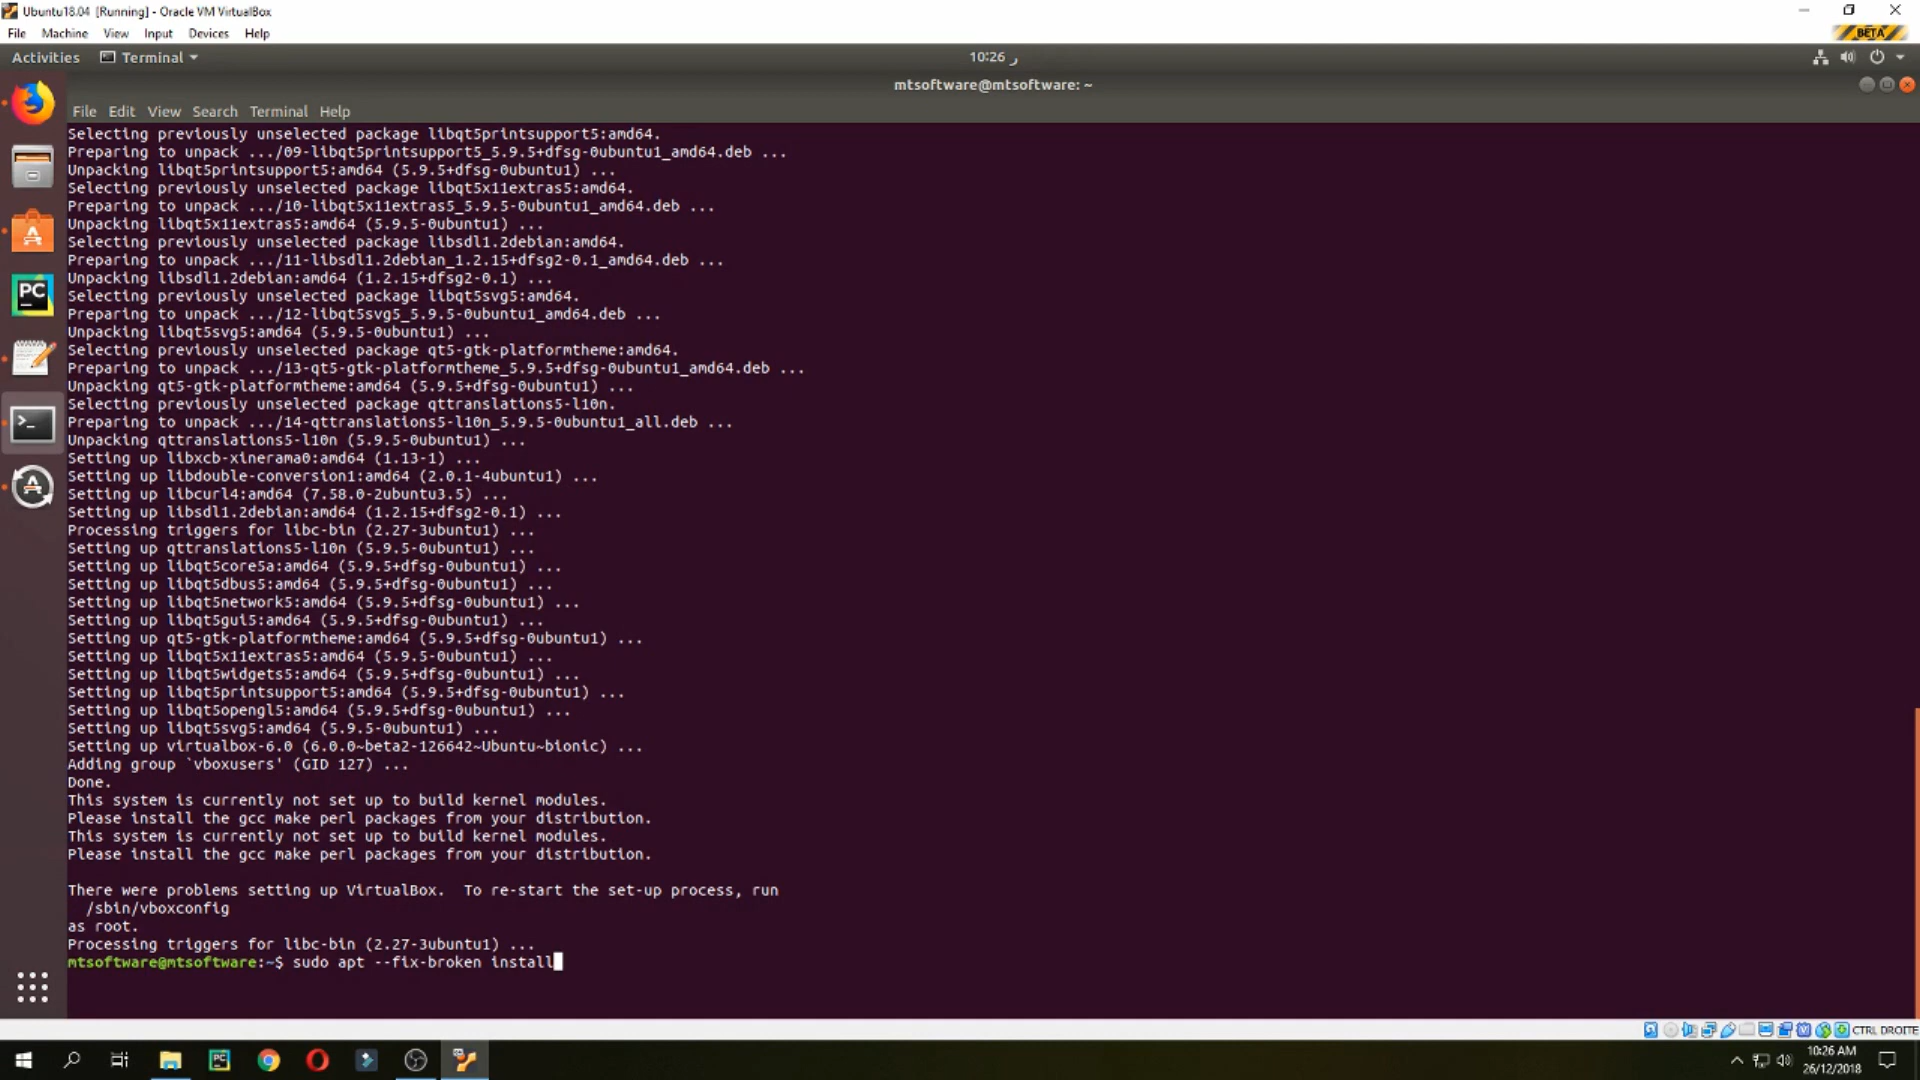 Ubuntu18.04 [Running] - Oracle VM VirtualBox
File Machine View Input Devices Help
BETA
Activities Terminal 10:26 ر
mtsoftware@mtsoftware: ~
File Edit View Search Terminal Help
Selecting previously unselected package libqt5printsupport5:amd64.
Preparing to unpack .../09-libqt5printsupport5_5.9.5+dfsg-0ubuntu1_amd64.deb ...
Unpacking libqt5printsupport5:amd64 (5.9.5+dfsg-0ubuntu1) ...
Selecting previously unselected package libqt5x11extras5:amd64.
Preparing to unpack .../10-libqt5x11extras5_5.9.5-0ubuntu1_amd64.deb ...
Unpacking libqt5x11extras5:amd64 (5.9.5-0ubuntu1) ...
Selecting previously unselected package libsdl1.2debian:amd64.
Preparing to unpack .../11-libsdl1.2debian_1.2.15+dfsg2-0.1_amd64.deb ...
Unpacking libsdl1.2debian:amd64 (1.2.15+dfsg2-0.1) ...
Selecting previously unselected package libqt5svg5:amd64.
Preparing to unpack .../12-libqt5svg5_5.9.5-0ubuntu1_amd64.deb ...
Unpacking libqt5svg5:amd64 (5.9.5-0ubuntu1) ...
Selecting previously unselected package qt5-gtk-platformtheme:amd64.
Preparing to unpack .../13-qt5-gtk-platformtheme_5.9.5+dfsg-0ubuntu1_amd64.deb ...
Unpacking qt5-gtk-platformtheme:amd64 (5.9.5+dfsg-0ubuntu1) ...
Selecting previously unselected package qttranslations5-l10n.
Preparing to unpack .../14-qttranslations5-l10n_5.9.5-0ubuntu1_all.deb ...
Unpacking qttranslations5-l10n (5.9.5-0ubuntu1) ...
Setting up libxcb-xinerama0:amd64 (1.13-1) ...
Setting up libdouble-conversion1:amd64 (2.0.1-4ubuntu1) ...
Setting up libcurl4:amd64 (7.58.0-2ubuntu3.5) ...
Setting up libsdl1.2debian:amd64 (1.2.15+dfsg2-0.1) ...
Processing triggers for libc-bin (2.27-3ubuntu1) ...
Setting up qttranslations5-l10n (5.9.5-0ubuntu1) ...
Setting up libqt5core5a:amd64 (5.9.5+dfsg-0ubuntu1) ...
Setting up libqt5dbus5:amd64 (5.9.5+dfsg-0ubuntu1) ...
Setting up libqt5network5:amd64 (5.9.5+dfsg-0ubuntu1) ...
Setting up libqt5gui5:amd64 (5.9.5+dfsg-0ubuntu1) ...
Setting up qt5-gtk-platformtheme:amd64 (5.9.5+dfsg-0ubuntu1) ...
Setting up libqt5x11extras5:amd64 (5.9.5-0ubuntu1) ...
Setting up libqt5widgets5:amd64 (5.9.5+dfsg-0ubuntu1) ...
Setting up libqt5printsupport5:amd64 (5.9.5+dfsg-0ubuntu1) ...
Setting up libqt5opengl5:amd64 (5.9.5+dfsg-0ubuntu1) ...
Setting up libqt5svg5:amd64 (5.9.5-0ubuntu1) ...
Setting up virtualbox-6.0 (6.0.0~beta2-126642~Ubuntu~bionic) ...
Adding group `vboxusers' (GID 127) ...
Done.
This system is currently not set up to build kernel modules.
Please install the gcc make perl packages from your distribution.
This system is currently not set up to build kernel modules.
Please install the gcc make perl packages from your distribution.
There were problems setting up VirtualBox.  To re-start the set-up process, run
/sbin/vboxconfig
as root.
Processing triggers for libc-bin (2.27-3ubuntu1) ...
mtsoftware@mtsoftware:~$ sudo apt --fix-broken install
CTRL DROITE
10:26 AM
26/12/2018
PC
PC